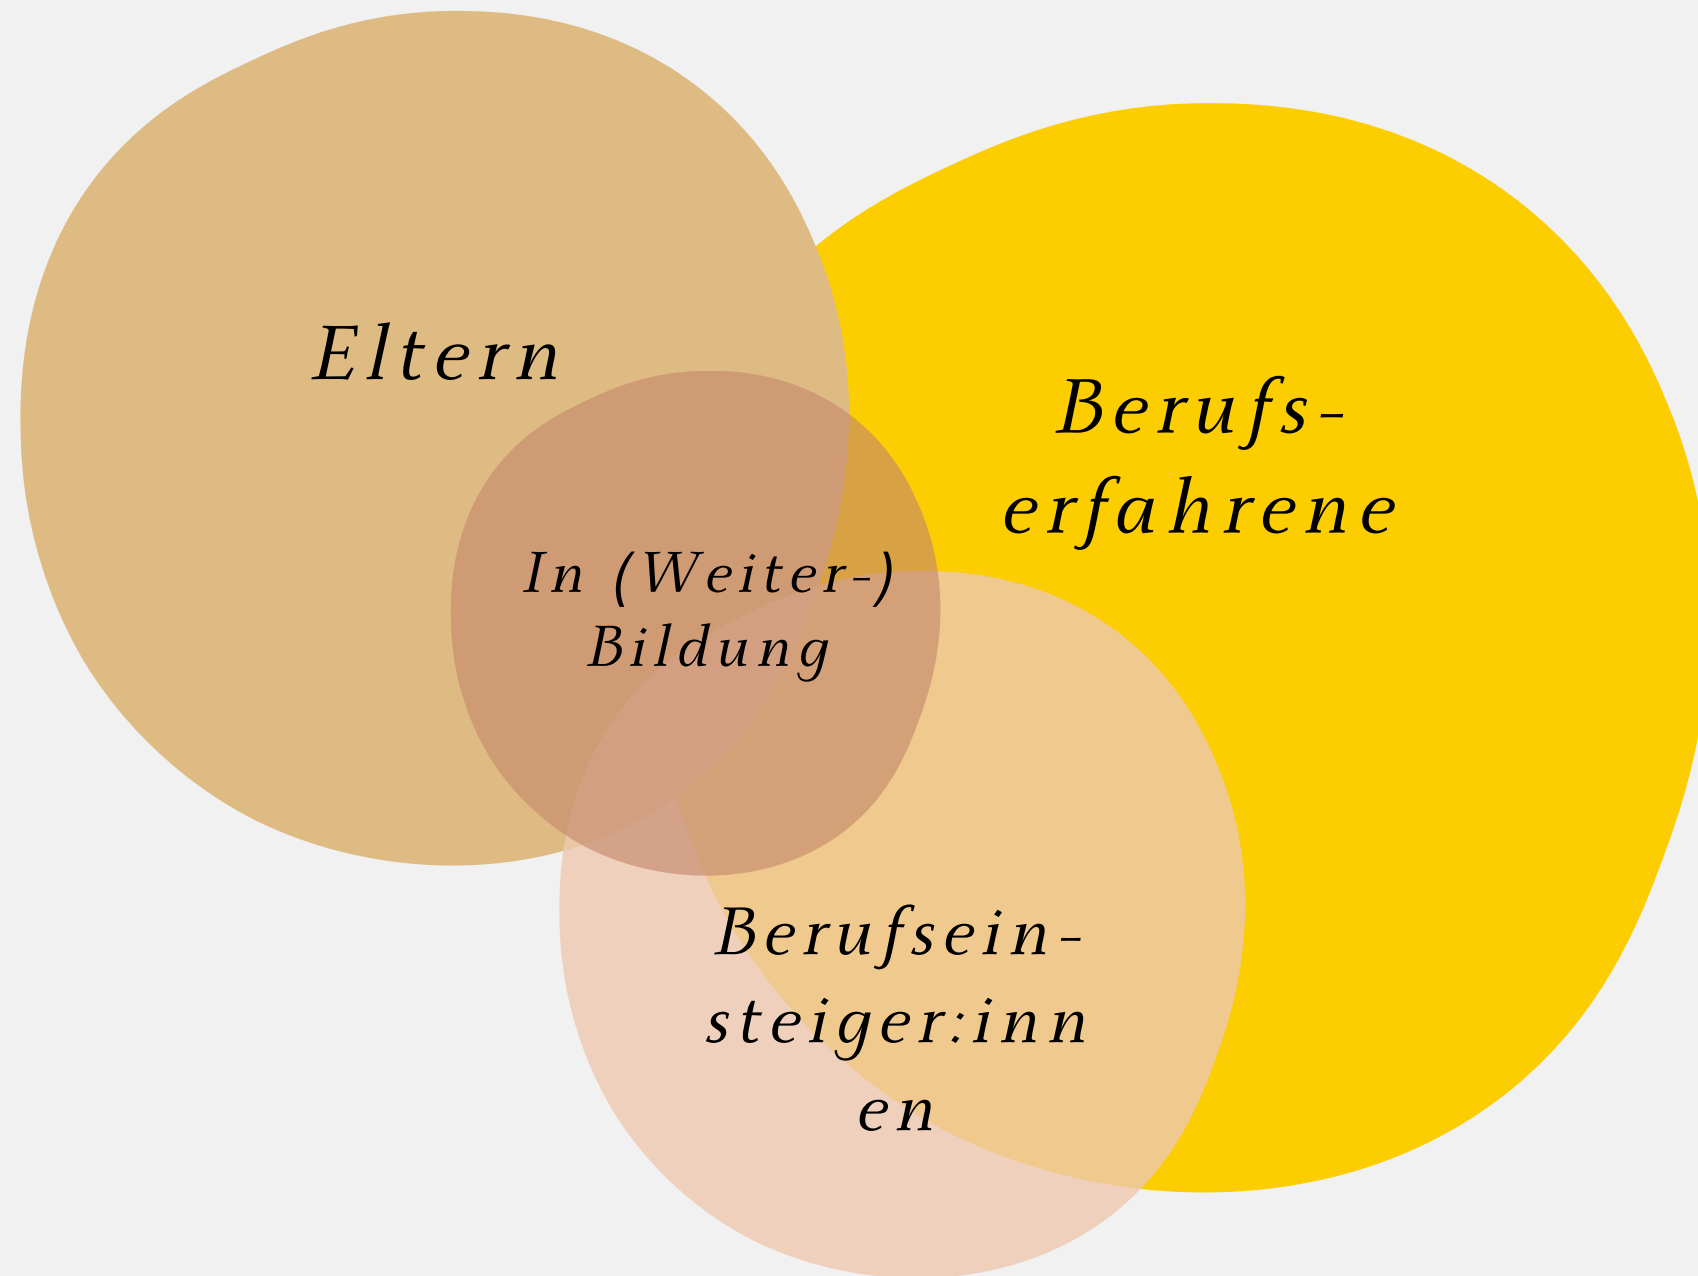 Eltern
Berufs-
erfahrene
In (Weiter-)
Bildung
Berufsein-
steiger:inn
en